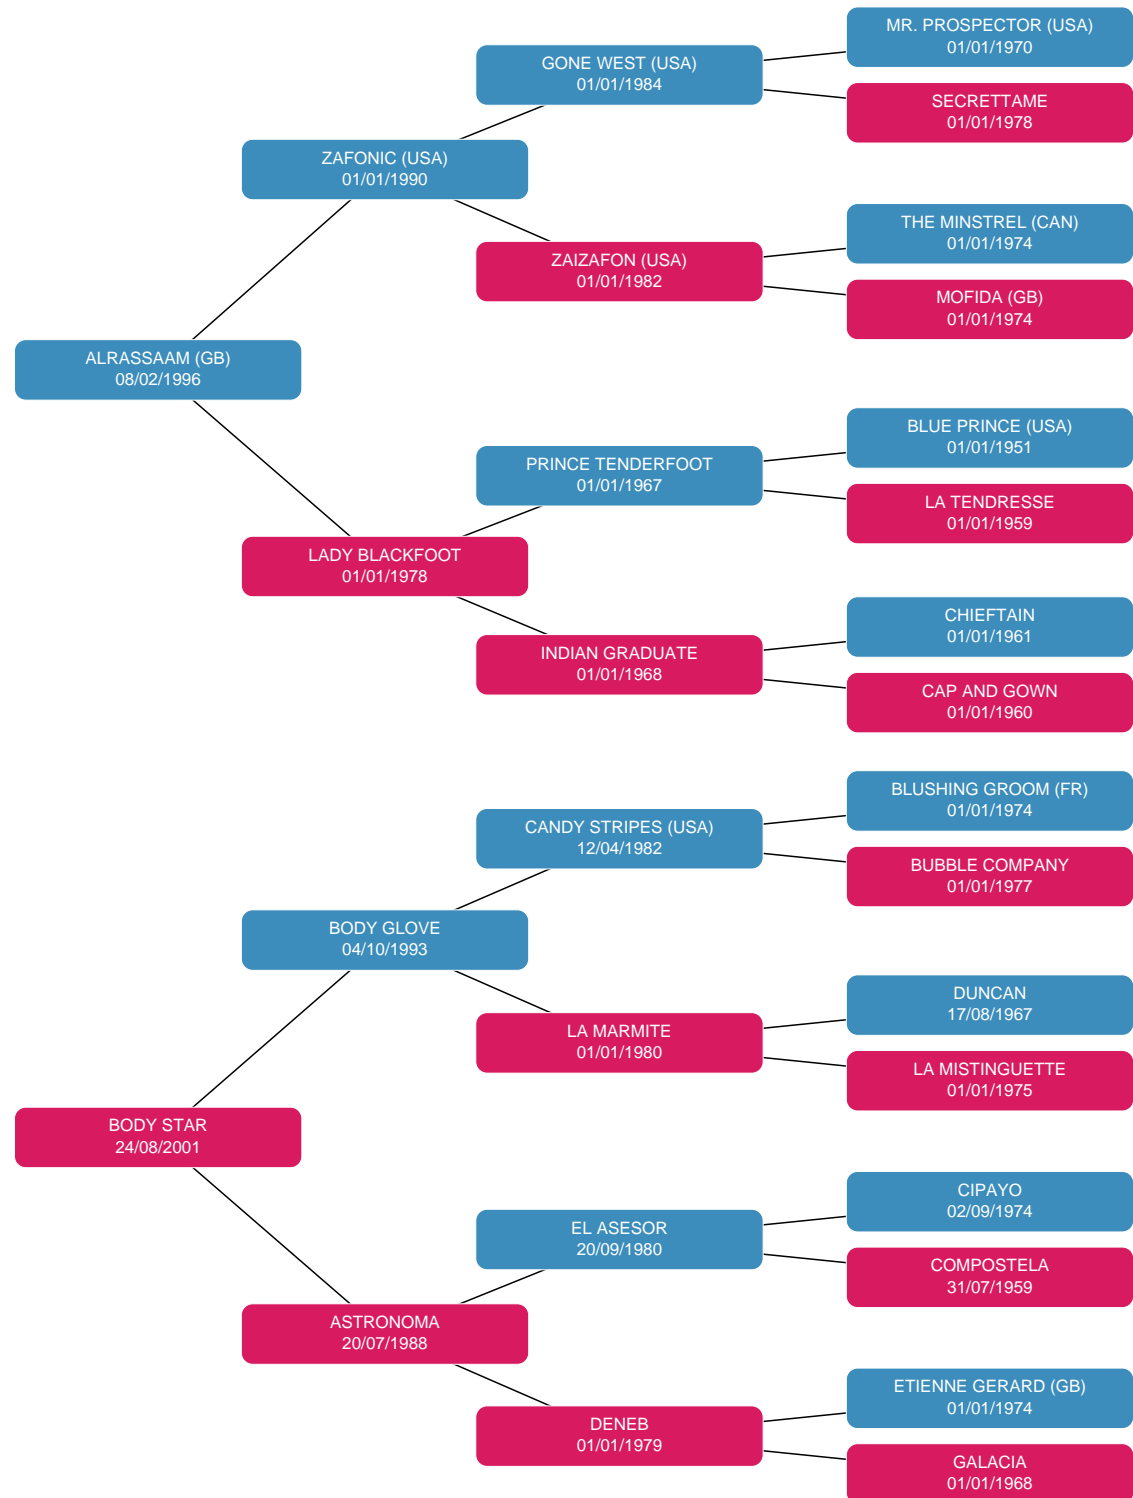 MR. PROSPECTOR (USA)
01/01/1970
GONE WEST (USA)
01/01/1984
SECRETTAME
01/01/1978
ZAFONIC (USA)
01/01/1990
THE MINSTREL (CAN)
01/01/1974
ZAIZAFON (USA)
01/01/1982
MOFIDA (GB)
01/01/1974
ALRASSAAM (GB)
08/02/1996
BLUE PRINCE (USA)
01/01/1951
PRINCE TENDERFOOT
01/01/1967
LA TENDRESSE
01/01/1959
LADY BLACKFOOT
01/01/1978
CHIEFTAIN
01/01/1961
INDIAN GRADUATE
01/01/1968
CAP AND GOWN
01/01/1960
BLUSHING GROOM (FR)
01/01/1974
CANDY STRIPES (USA)
12/04/1982
BUBBLE COMPANY
01/01/1977
BODY GLOVE
04/10/1993
DUNCAN
17/08/1967
LA MARMITE
01/01/1980
LA MISTINGUETTE
01/01/1975
BODY STAR
24/08/2001
CIPAYO
02/09/1974
EL ASESOR
20/09/1980
COMPOSTELA
31/07/1959
ASTRONOMA
20/07/1988
ETIENNE GERARD (GB)
01/01/1974
DENEB
01/01/1979
GALACIA
01/01/1968